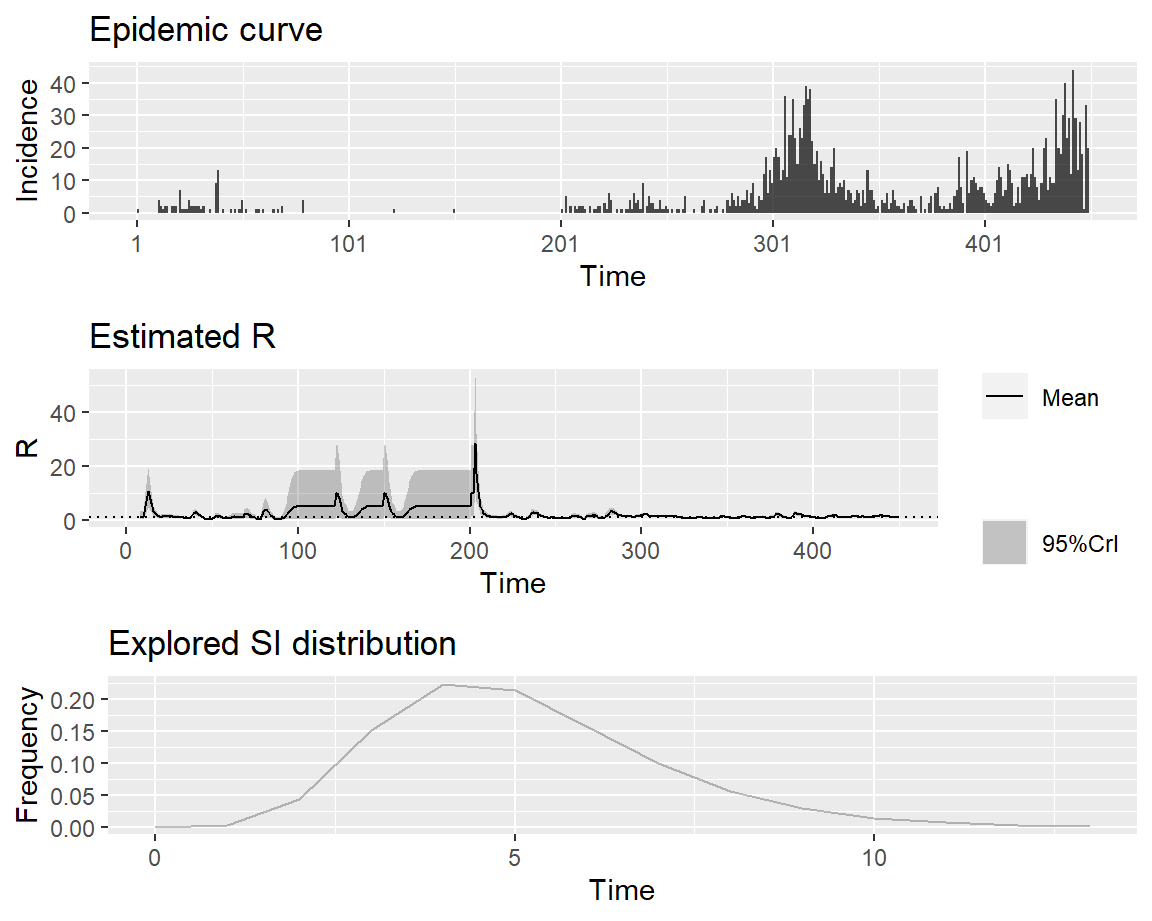 Epidemic curve
Incidence
40
30
20
10
0
1 101 201 301 401
Time
Estimated R
R
40
20
0
0 100 200 300 400
Time
Mean
95%CrI
Explored SI distribution
Frequency
0.20
0.15
0.10
0.05
0.00
0 5 10
Time